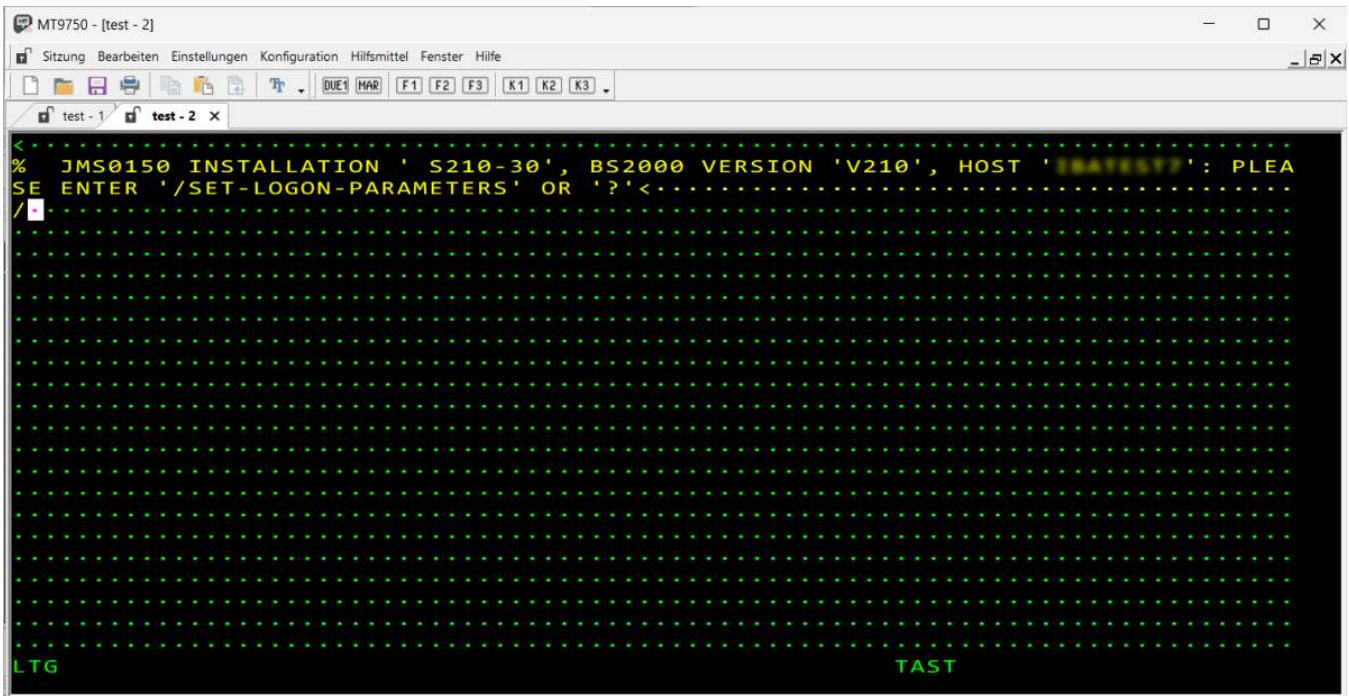 MT9750 - [test - 2]
Sitzung Bearbeiten Einstellungen Konfiguration Hilfsmittel Fenster Hilfe
DUE1 MAR F1 F2 F3 K1 K2 K3
test - 1 test - 2
<
% JMS0150 INSTALLATION ' S210-30', BS2000 VERSION 'V210', HOST '': PLEA
SE ENTER '/SET-LOGON-PARAMETERS' OR '?'<
/
LTG TAST